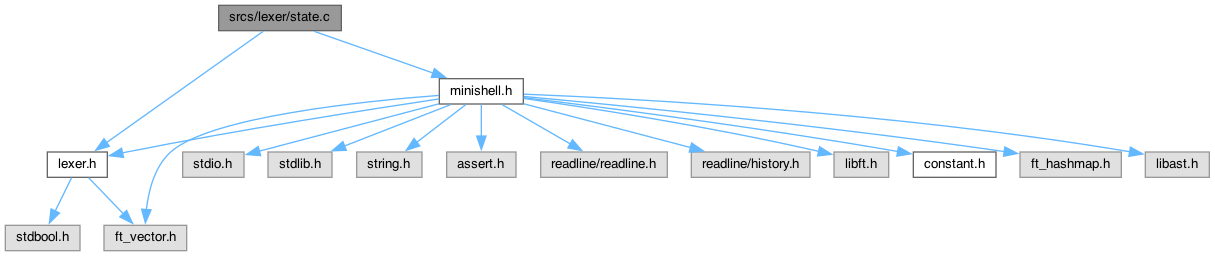 srcs/lexer/state.c
minishell.h
lexer.h
stdio.h
stdlib.h
string.h
assert.h
readline/readline.h
readline/history.h
libft.h
constant.h
ft_hashmap.h
libast.h
stdbool.h
ft_vector.h